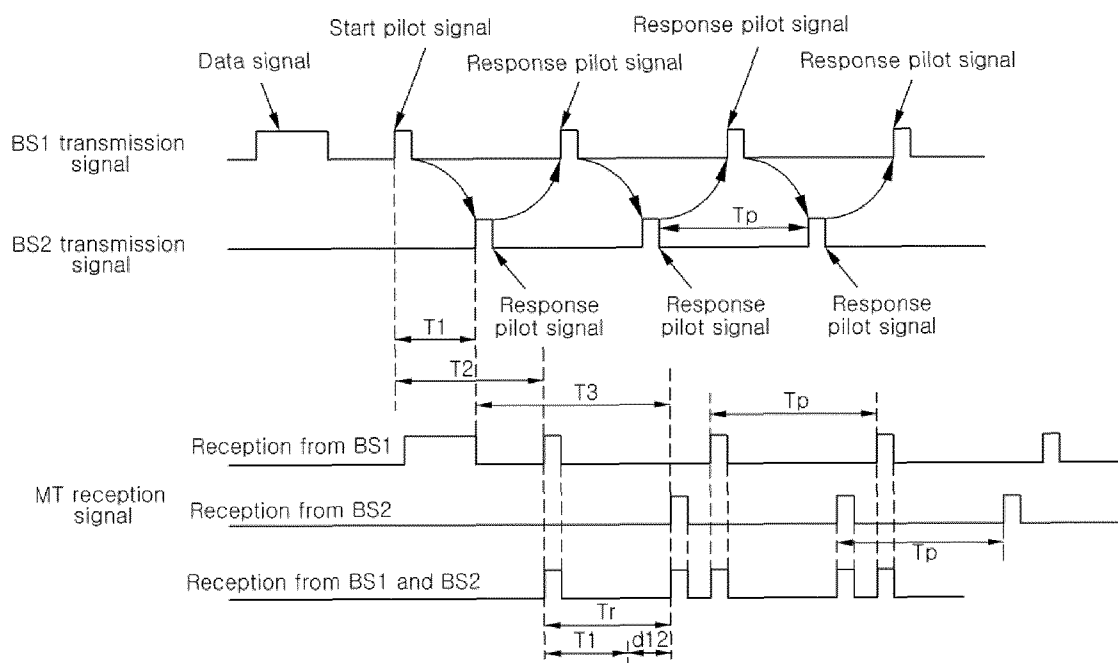 Start pilot signal
Response pilot signal
Data signal
Response pilot signal
Response pilot signal
BS1 transmission
signal
Tp
BS2 transmission
signal
Response
pilot signal
Response
pilot signal
Response
pilot signal
T1
T2
T3
Tp
Reception from BS1
MT reception
signal
Reception from BS2
Tp
Reception from BS1 and BS2
Tr
T1
d12